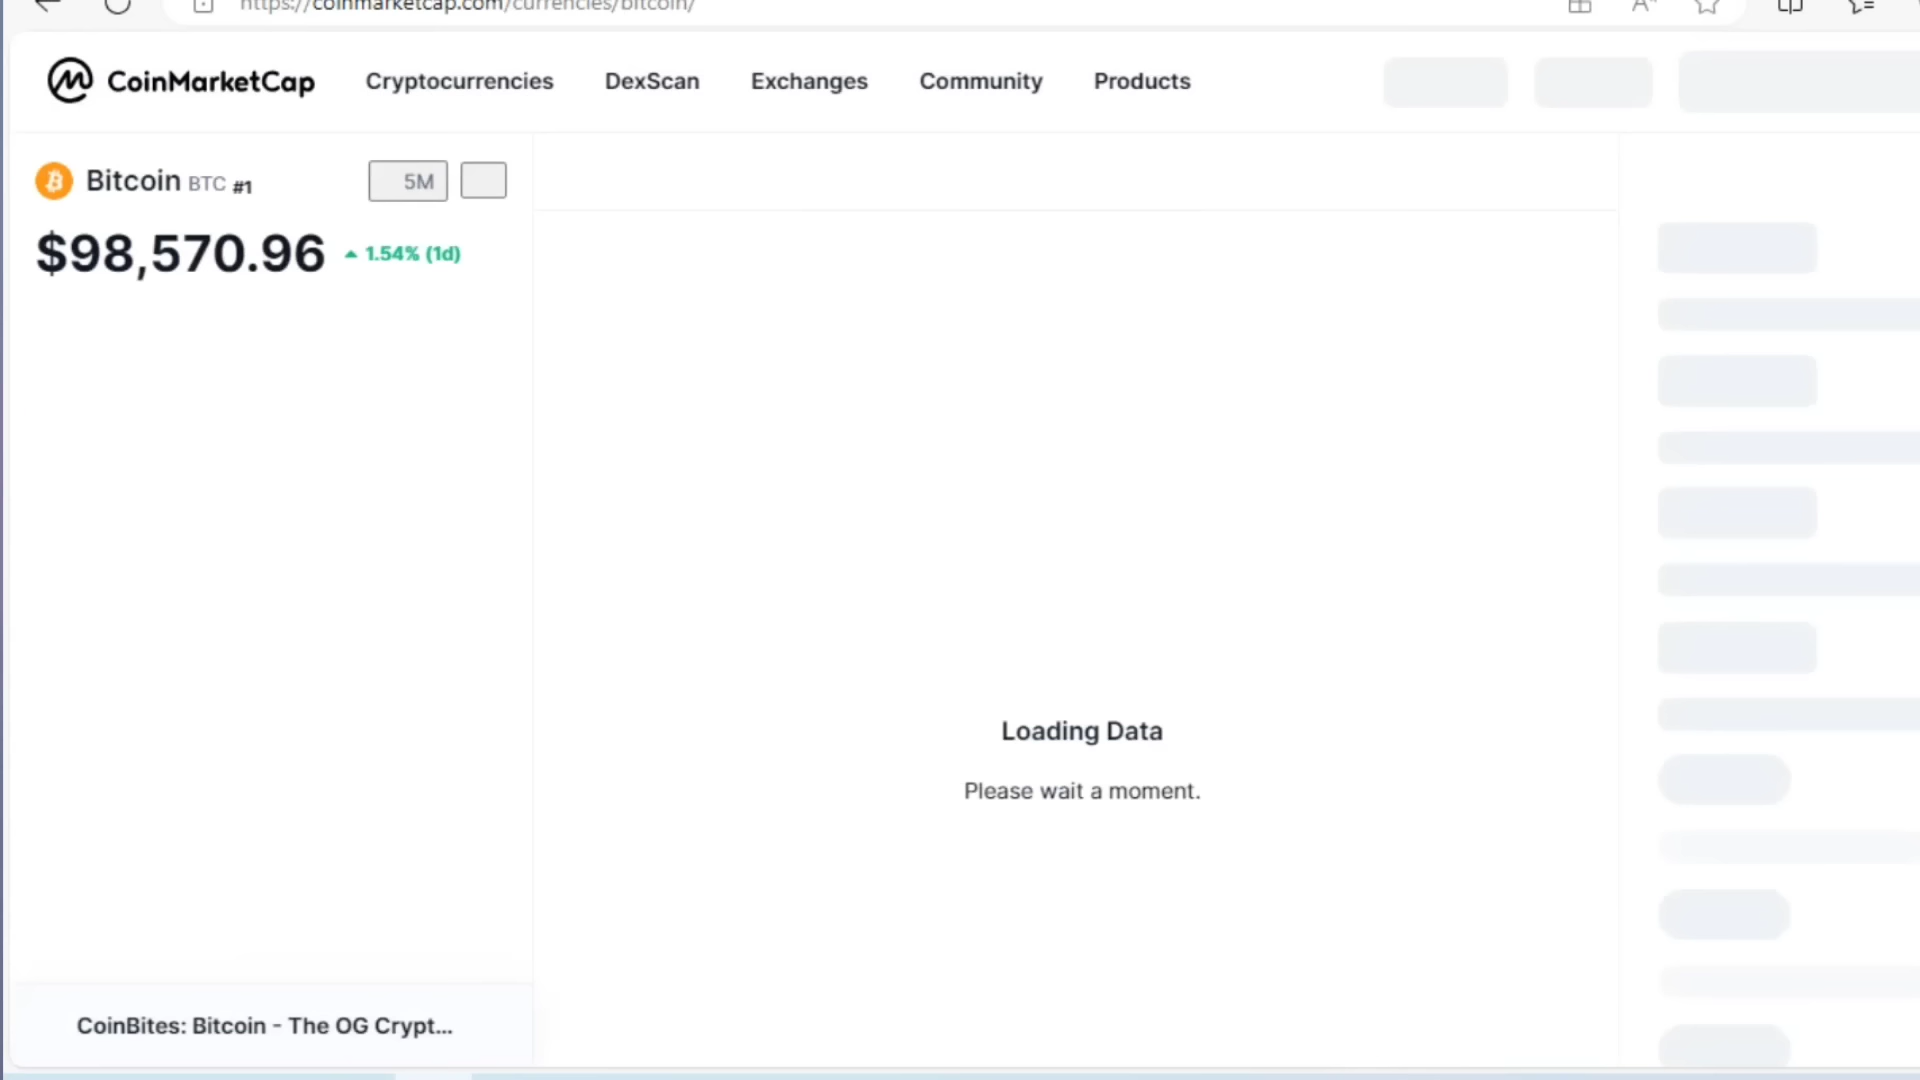 https://coinmarketcap.com/currencies/bitcoin/
CoinMarketCap Cryptocurrencies DexScan Exchanges Community Products
Bitcoin BTC #1 5M
$98,570.96 1.54% (1d)
Loading Data
Please wait a moment.
CoinBites: Bitcoin - The OG Crypt...